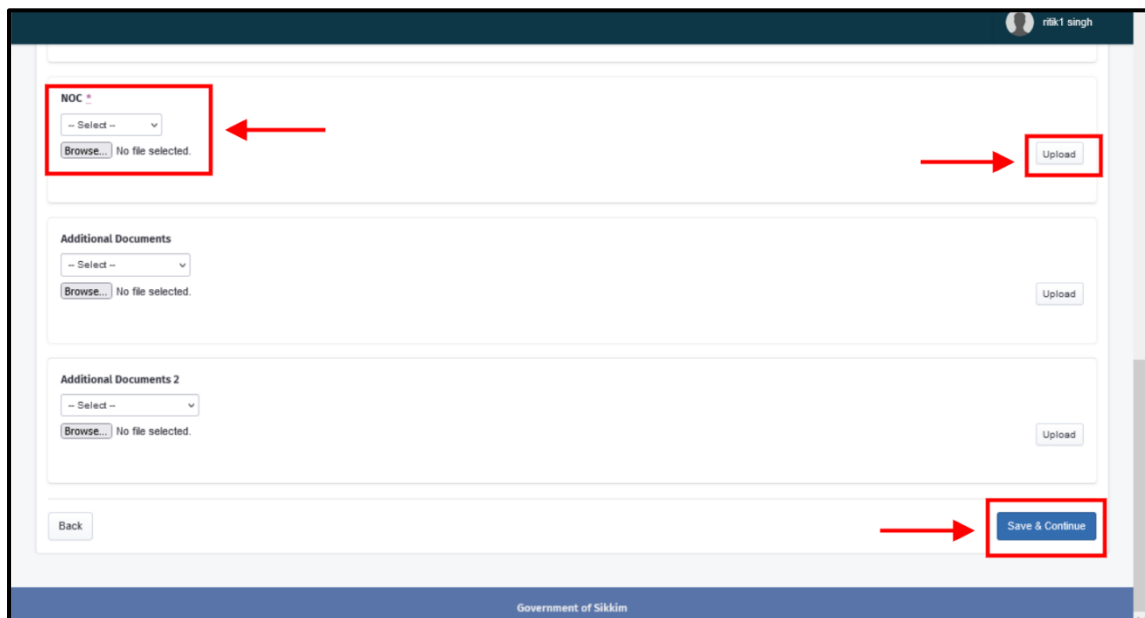 ritik1 singh
NOC *
-- Select --
Browse... No file selected.
Upload
Additional Documents
-- Select --
Browse... No file selected.
Upload
Additional Documents 2
-- Select --
Browse... No file selected.
Upload
Back
Save & Continue
Government of Sikkim